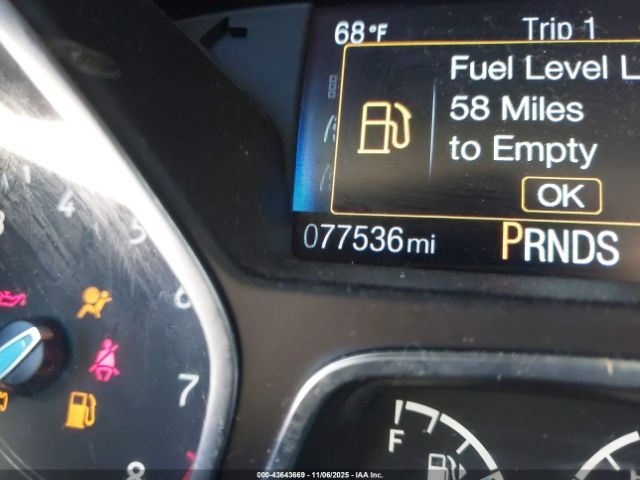 68°F
Trip 1
Fuel Level L
58 Miles
to Empty
OK
077536mi
PRNDS
4
5
6
7
8
F
000-43643669 - 11/06/2025 - IAA Inc.